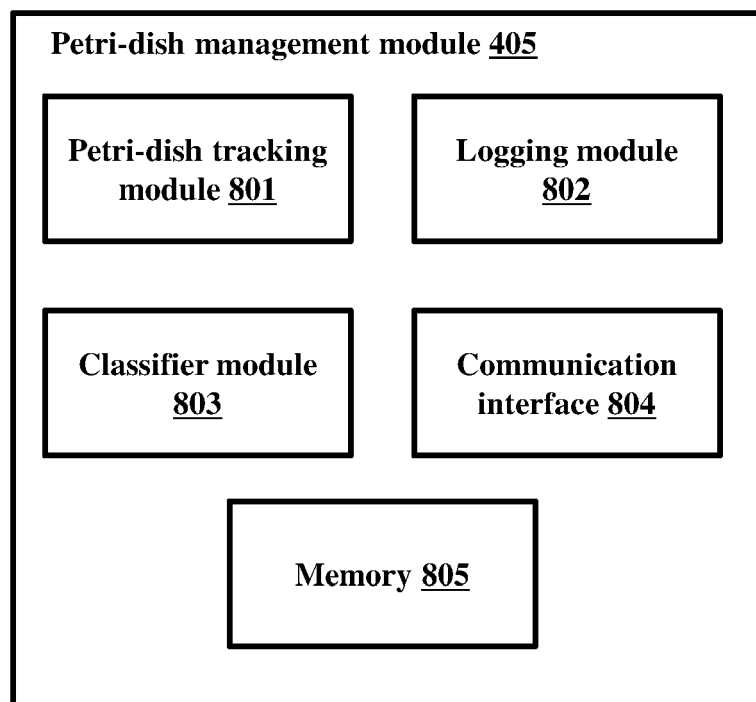 Petri-dish management module 405
Petri-dish tracking
module 801
Logging module
802
Classifier module
803
Communication
interface 804
Memory 805